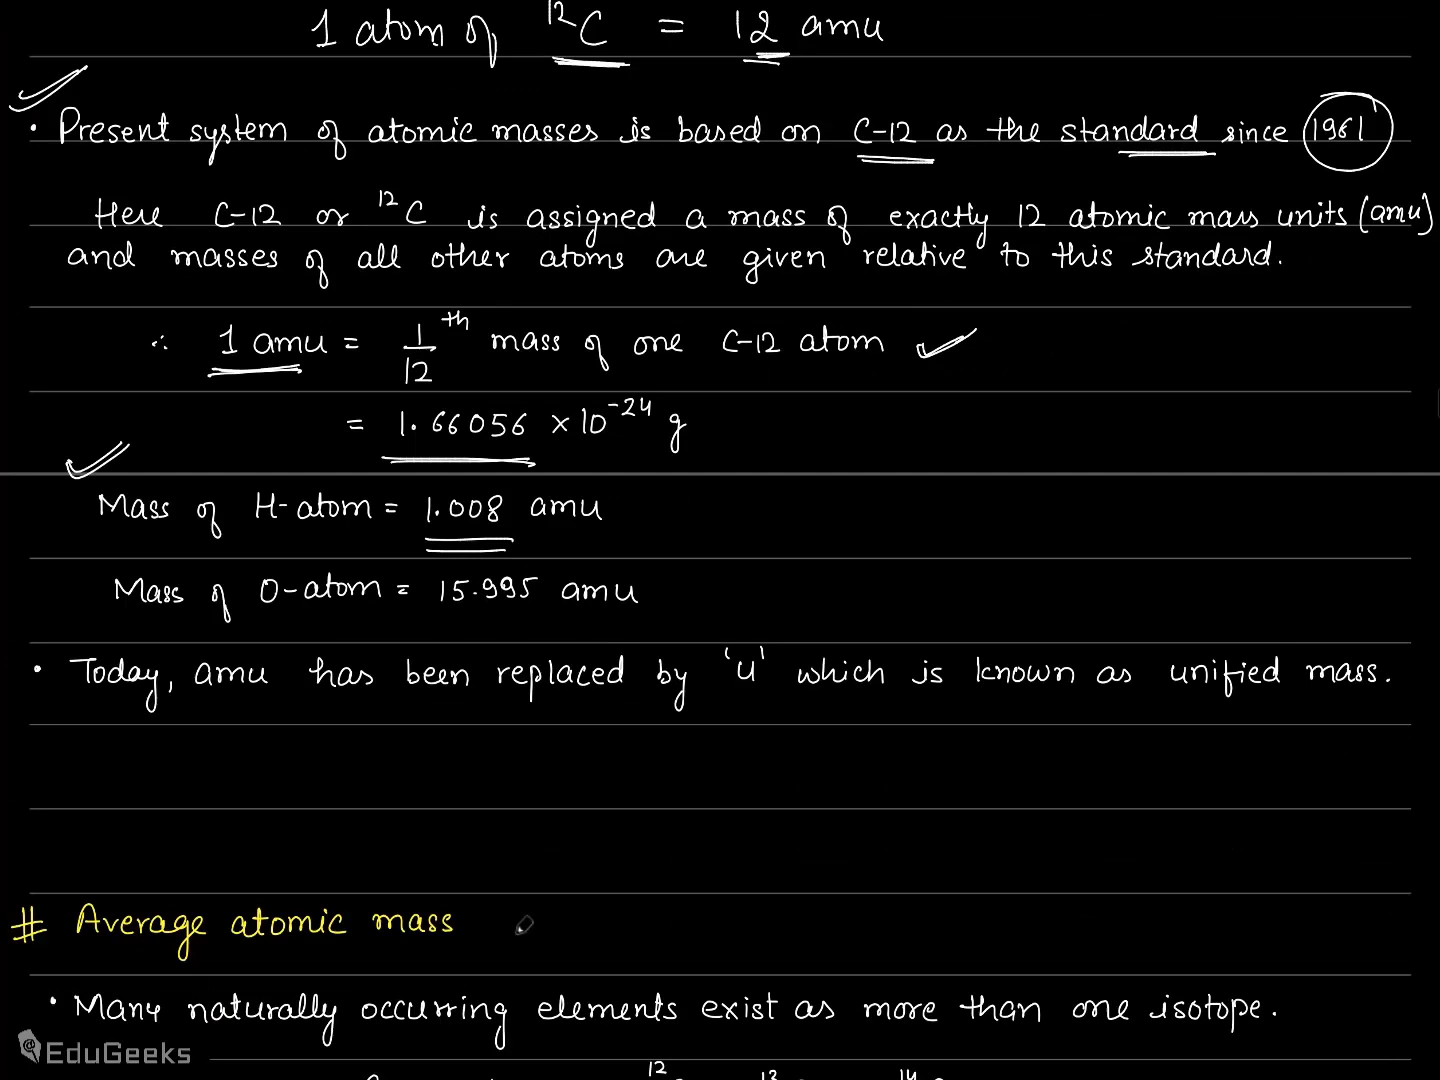 1 atom of ¹²C = 12 amu
• Present system of atomic masses is based on C-12 as the standard since 1961
Here C-12 or ¹²C is assigned a mass of exactly 12 atomic mass units (amu)
and masses of all other atoms are given relative to this standard.
∴ 1 amu = 1/12 th mass of one C-12 atom
= 1.66056 × 10⁻²⁴ g
Mass of H-atom = 1.008 amu
Mass of O-atom = 15.995 amu
• Today, amu has been replaced by 'u' which is known as unified mass.
# Average atomic mass
• Many naturally occurring elements exist as more than one isotope.
EduGeeks
12 13 14